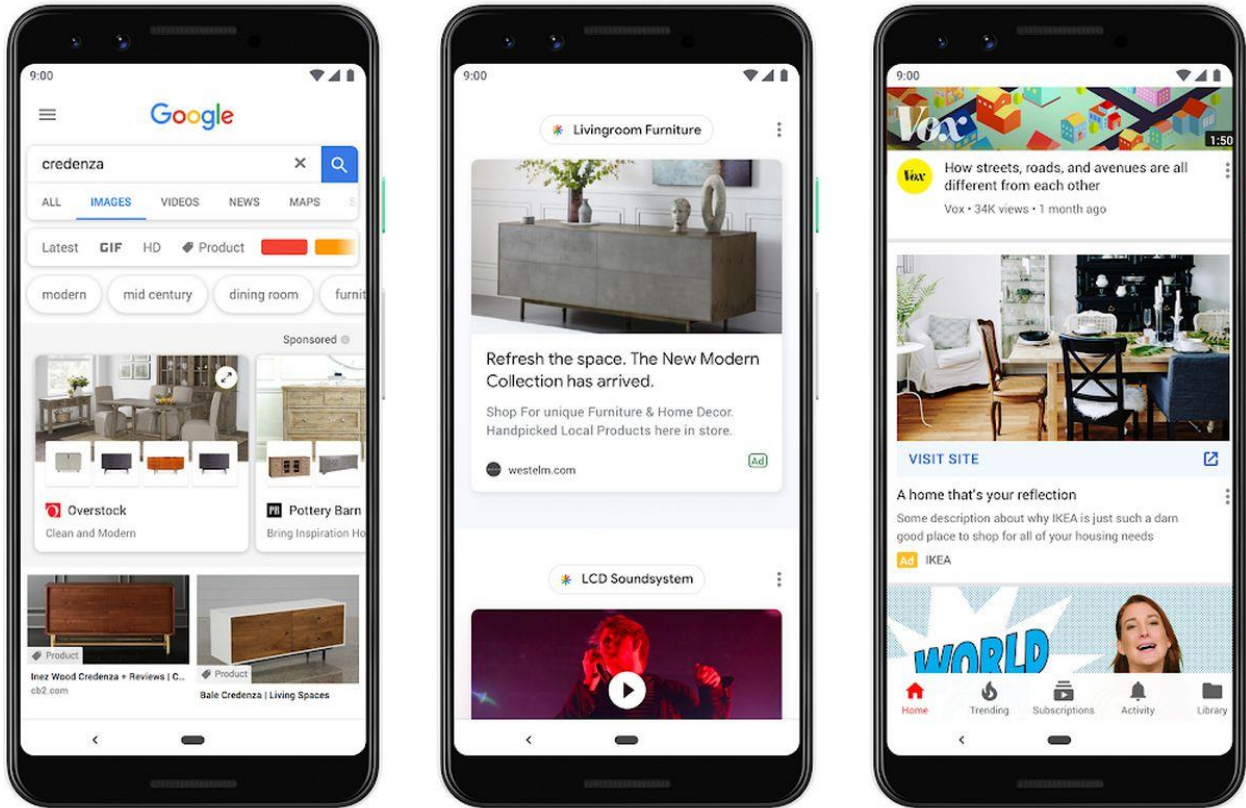 9:00
Google
credenza
ALL IMAGES VIDEOS NEWS MAPS S
Latest GIF HD Product
modern mid century dining room furnit
Sponsored
Overstock
Clean and Modern
PB Pottery Barn
Bring Inspiration Ho
Product
Inez Wood Credenza + Reviews | C...
cb2.com
Product
Bale Credenza | Living Spaces
9:00
Livingroom Furniture
Refresh the space. The New Modern
Collection has arrived.
Shop For unique Furniture & Home Decor.
Handpicked Local Products here in store.
westelm.com
Ad
LCD Soundsystem
9:00
Vox
1:50
Vox
How streets, roads, and avenues are all
different from each other
Vox • 34K views • 1 month ago
VISIT SITE
A home that's your reflection
Some description about why IKEA is just such a darn
good place to shop for all of your housing needs
Ad IKEA
WORLD
Home Trending Subscriptions Activity Library